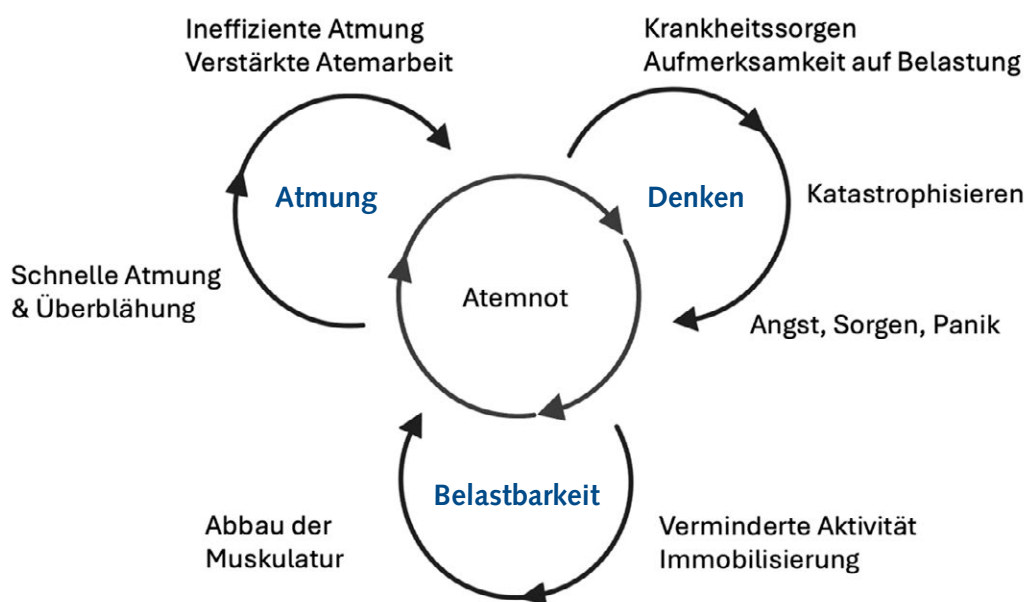 Ineffiziente Atmung
Verstärkte Atemarbeit
Krankheitssorgen
Aufmerksamkeit auf Belastung
Atmung
Denken
Katastrophisieren
Schnelle Atmung
& Überblähung
Atemnot
Angst, Sorgen, Panik
Belastbarkeit
Abbau der
Muskulatur
Verminderte Aktivität
Immobilisierung